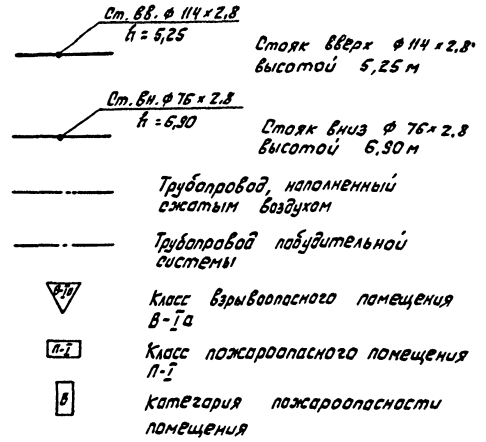 Ст. вв. ф 114 × 2,8
h = 5,25
Стояк вверх ф 114 × 2,8
высотой 5,25 м
Ст. вн. ф 76 × 2.8
h = 6,90
Стояк вниз ф 76 × 2,8
высотой 6,90 м
Трубопровод, наполненный
сжатым воздухом
Трубопровод побудительной
системы
В-Iа
Класс взрывоопасного помещения
В-Iа
П-I
Класс пожароопасного помещения
П-I
В
Категария пожароопасности
помещения